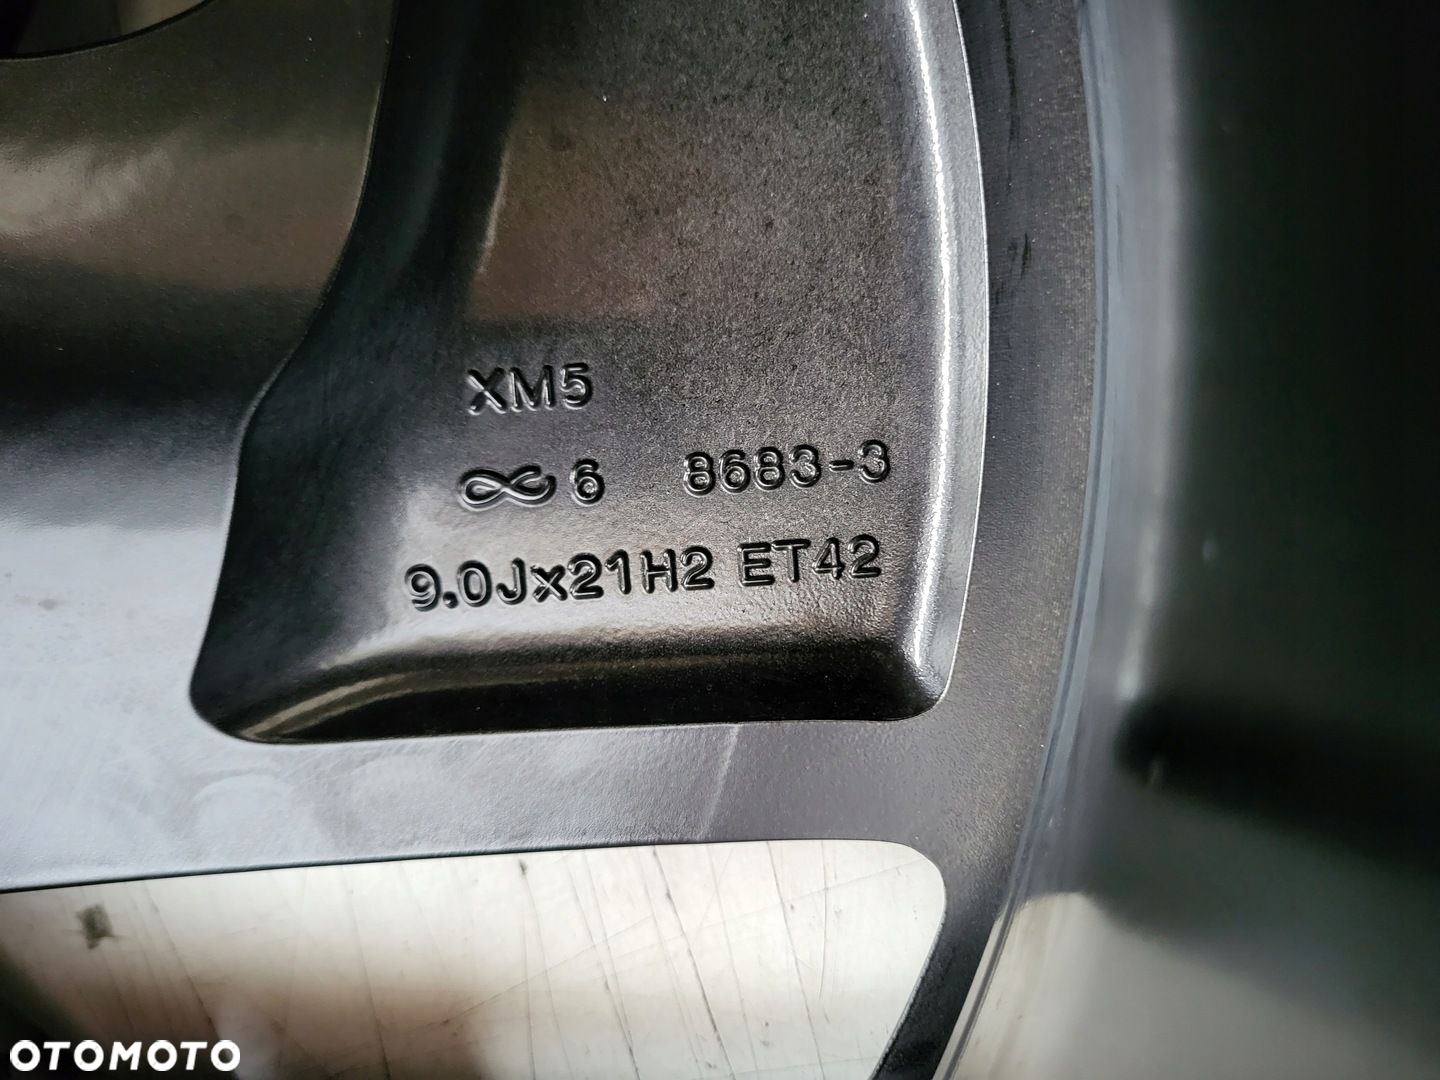 XM5
∞6 8683-3
9.0Jx21H2 ET42
OTOMOTO